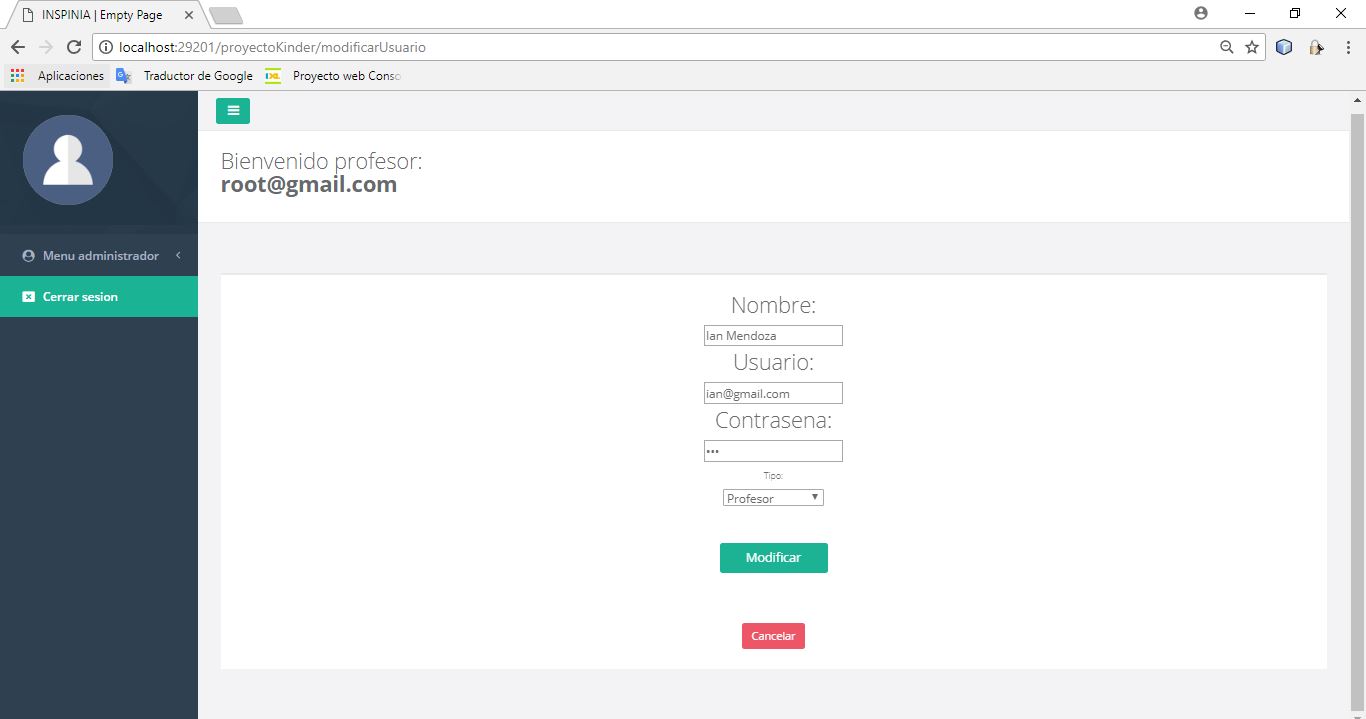 INSPINIA | Empty Page
localhost:29201/proyectoKinder/modificarUsuario
Aplicaciones Traductor de Google Proyecto web Conso
Bienvenido profesor:
root@gmail.com
Menu administrador
Cerrar sesion
Nombre:
Ian Mendoza
Usuario:
ian@gmail.com
Contrasena:
•••
Tipo:
Profesor
Modificar
Cancelar